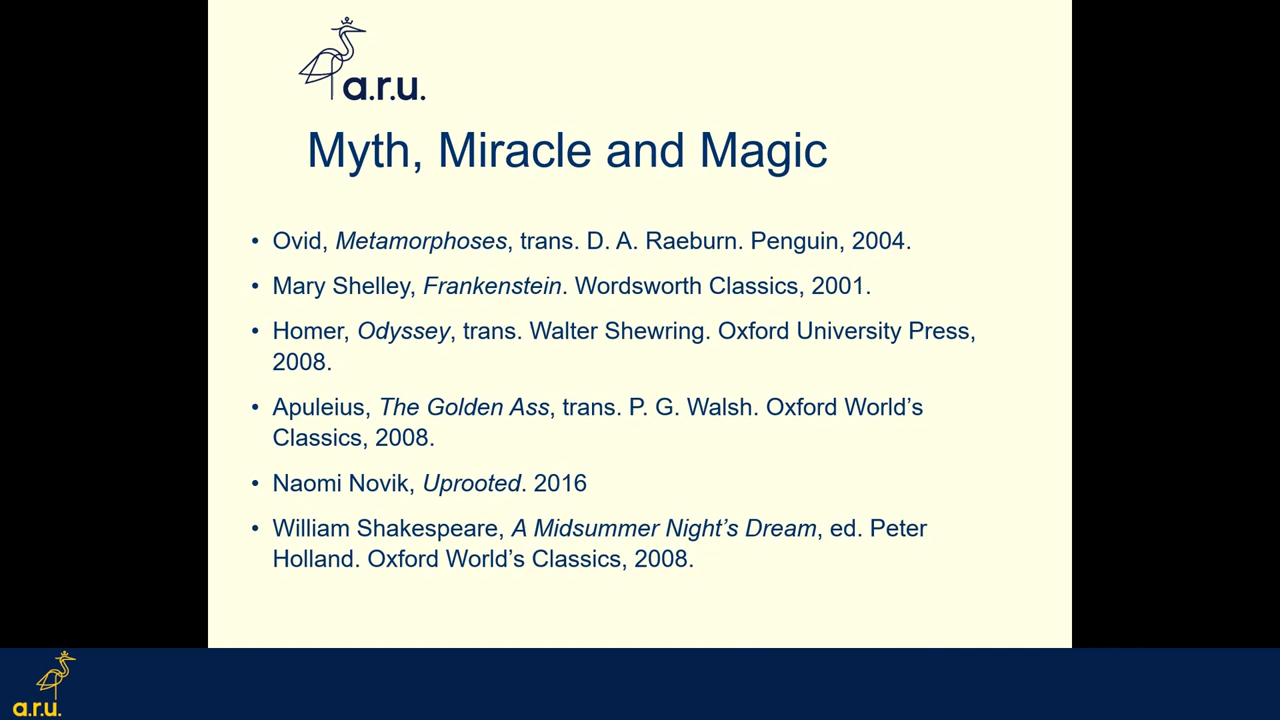 a.r.u.
Myth, Miracle and Magic
• Ovid, Metamorphoses, trans. D. A. Raeburn. Penguin, 2004.
• Mary Shelley, Frankenstein. Wordsworth Classics, 2001.
• Homer, Odyssey, trans. Walter Shewring. Oxford University Press,
2008.
• Apuleius, The Golden Ass, trans. P. G. Walsh. Oxford World’s
Classics, 2008.
• Naomi Novik, Uprooted. 2016
• William Shakespeare, A Midsummer Night’s Dream, ed. Peter
Holland. Oxford World’s Classics, 2008.
a.r.u.